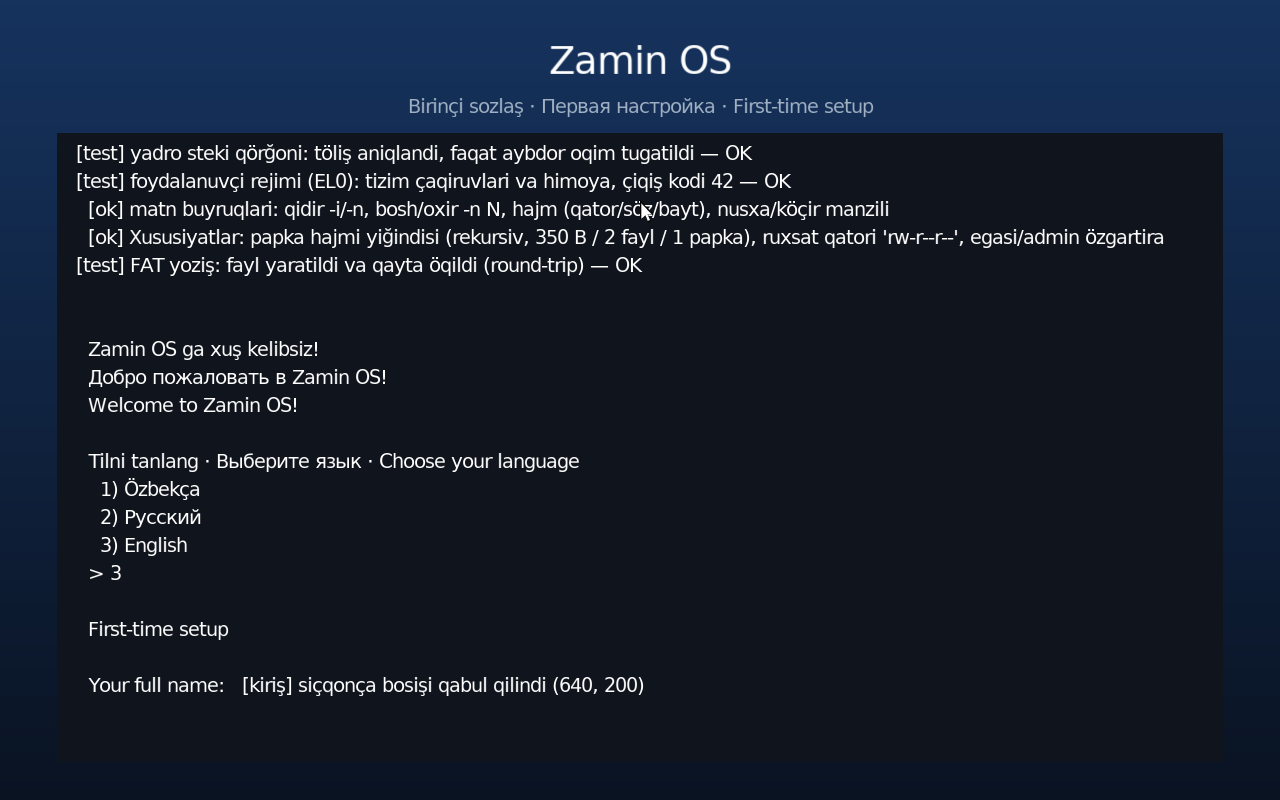 Zamin OS
Birinçi sozlaş · Первая настройка · First-time setup
[test] yadro steki qörğoni: töliş aniqlandi, faqat aybdor oqim tugatildi — OK
[test] foydalanuvçi rejimi (EL0): tizim çaqiruvlari va himoya, çiqiş kodi 42 — OK
[ok] matn buyruqlari: qidir -i/-n, bosh/oxir -n N, hajm (qator/söz/bayt), nusxa/köçir manzili
[ok] Xususiyatlar: papka hajmi yiğindisi (rekursiv, 350 B / 2 fayl / 1 papka), ruxsat qatori 'rw-r--r--', egasi/admin özgartira
[test] FAT yoziş: fayl yaratildi va qayta öqildi (round-trip) — OK
Zamin OS ga xuş kelibsiz!
Добро пожаловать в Zamin OS!
Welcome to Zamin OS!
Tilni tanlang · Выберите язык · Choose your language
1) Özbekça
2) Русский
3) English
> 3
First-time setup
Your full name: [kiriş] siçqonça bosişi qabul qilindi (640, 200)